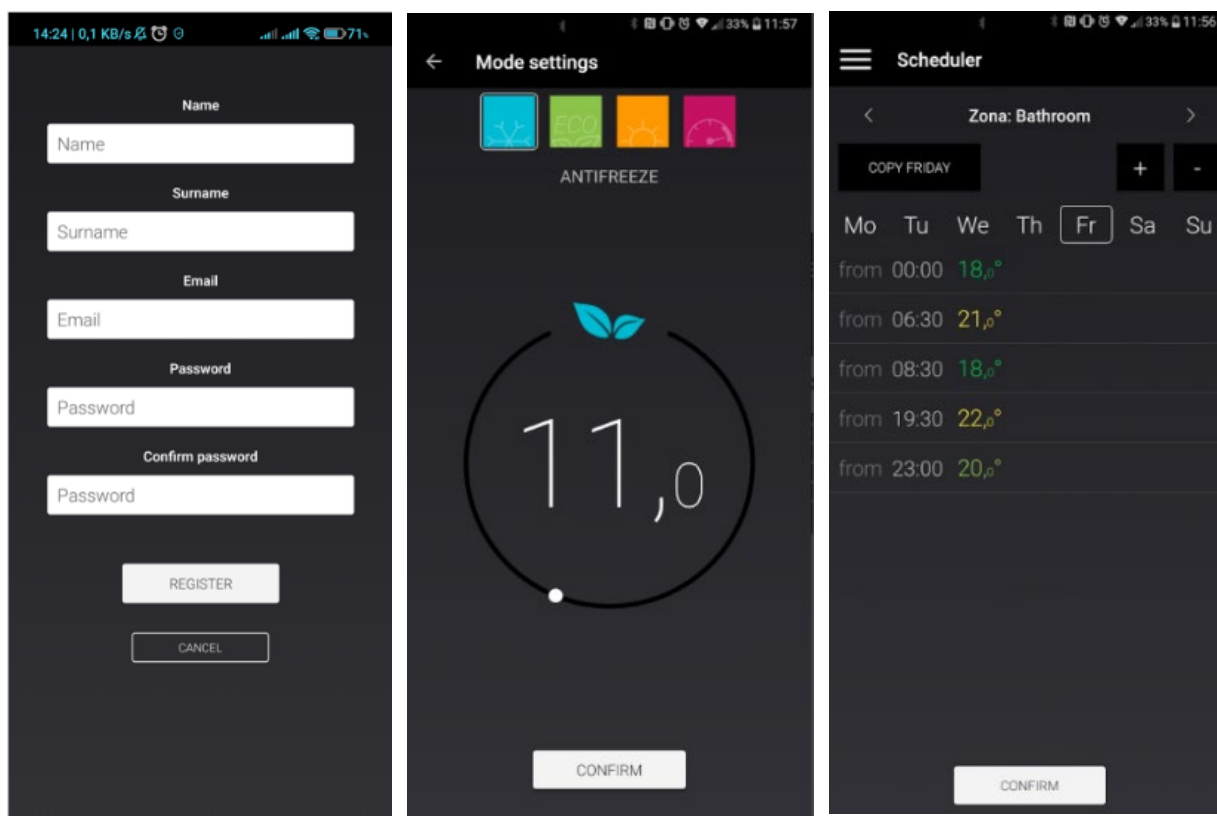 14:24 | 0,1 KB/s 71
Name
Name
Surname
Surname
Email
Email
Password
Password
Confirm password
Password
REGISTER
CANCEL
33% 11:57
Mode settings
ECO
ANTIFREEZE
11,0
CONFIRM
33% 11:56
Scheduler
< Zona: Bathroom >
COPY FRIDAY + -
Mo Tu We Th Fr Sa Su
from 00:00 18,0°
from 06:30 21,0°
from 08:30 18,0°
from 19:30 22,0°
from 23:00 20,0°
CONFIRM